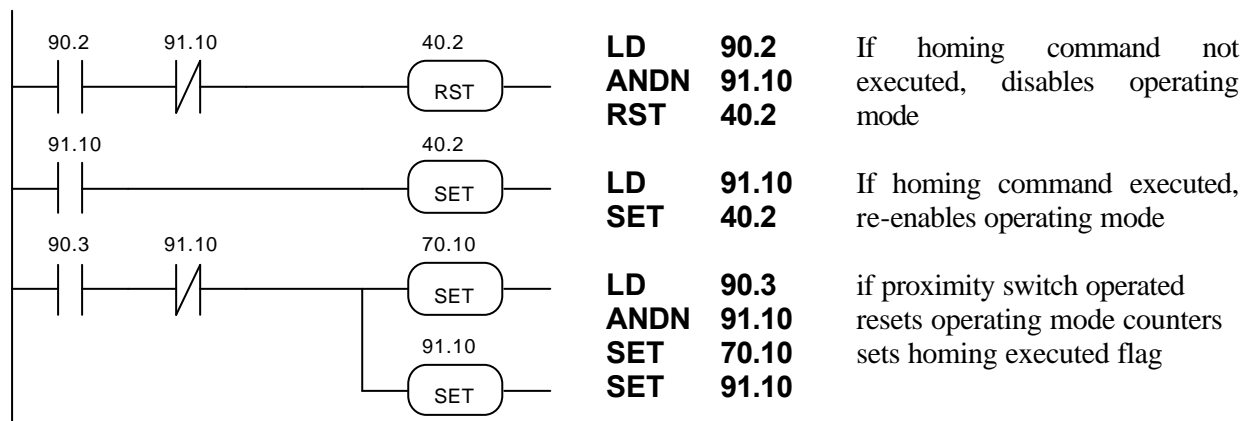 90.2 91.10 40.2
RST
LD 90.2 If homing command not
ANDN 91.10 executed, disables operating
RST 40.2 mode
91.10 40.2
SET
LD 91.10 If homing command executed,
SET 40.2 re-enables operating mode
90.3 91.10 70.10
SET
91.10
SET
LD 90.3 if proximity switch operated
ANDN 91.10 resets operating mode counters
SET 70.10 sets homing executed flag
SET 91.10